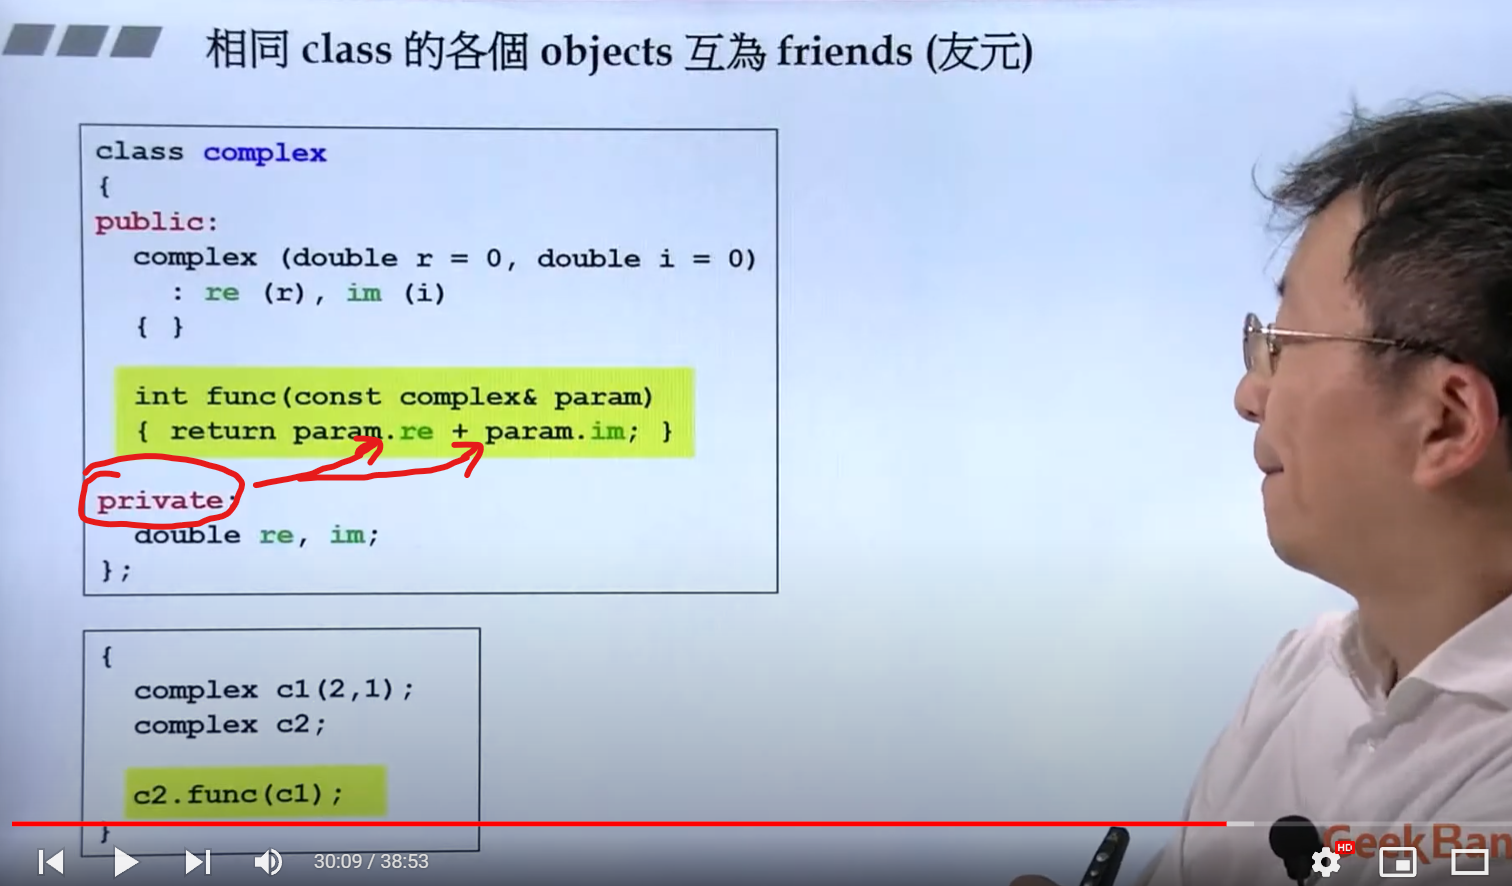 相同 class 的各個 objects 互為 friends (友元)
class complex
{
public:
complex (double r = 0, double i = 0)
: re (r), im (i)
{ }
int func(const complex& param)
{ return param.re + param.im; }
private:
double re, im;
};
{
complex c1(2,1);
complex c2;
c2.func(c1);
}
GeekBan
30:09 / 38:53
HD